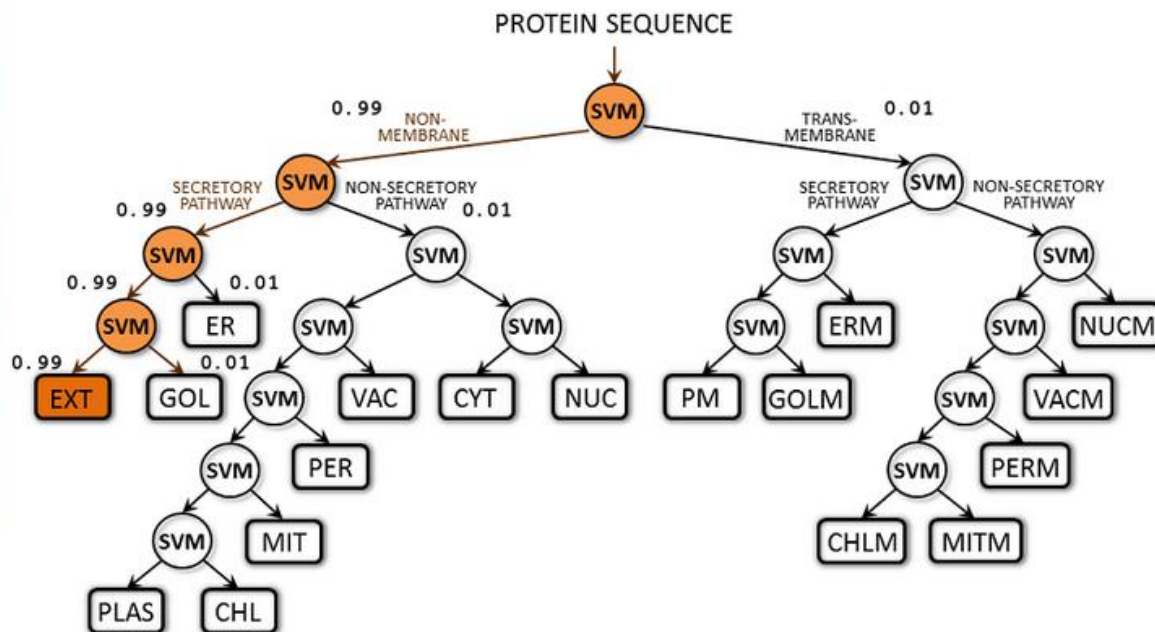 PROTEIN SEQUENCE
SVM
0.99
NON-
MEMBRANE
TRANS-
MEMBRANE
0.01
SVM
SVM
SECRETORY
PATHWAY
0.99
NON-SECRETORY
PATHWAY
0.01
SECRETORY
PATHWAY
NON-SECRETORY
PATHWAY
SVM
SVM
SVM
SVM
0.99
0.01
SVM
ER
SVM
SVM
SVM
ERM
SVM
NUCM
0.99
0.01
EXT
GOL
SVM
VAC
CYT
NUC
PM
GOLM
SVM
VACM
SVM
PER
SVM
PERM
SVM
MIT
CHLM
MITM
PLAS
CHL